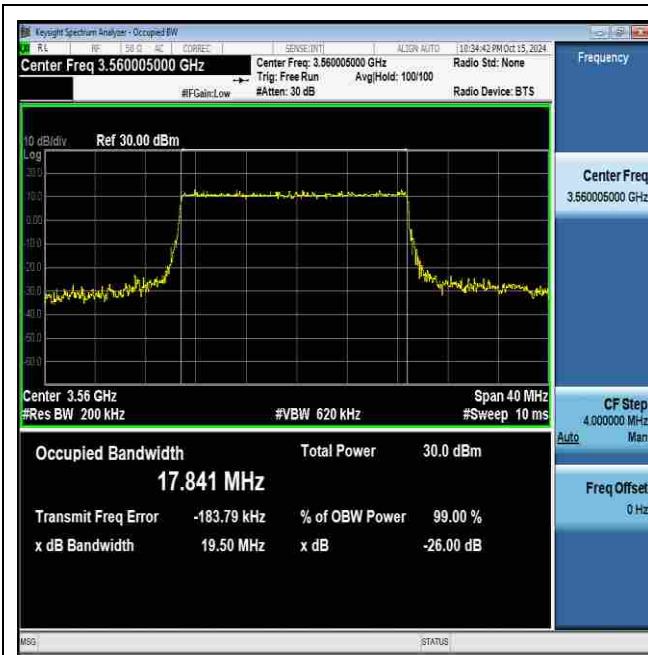 Keysight Spectrum Analyzer - Occupied BW
RL RF 50 Ω AC CORREC SENSE:INT ALIGN AUTO 10:34:42 PM Oct 15, 2024
Center Freq 3.560005000 GHz
Center Freq: 3.560005000 GHz
Radio Std: None
Trig: Free Run Avg|Hold: 100/100
#IFGain:Low #Atten: 30 dB Radio Device: BTS
10 dB/div Ref 30.00 dBm
Log
20.0
10.0
0.00
-10.0
-20.0
-30.0
-40.0
-50.0
-60.0
Center 3.56 GHz Span 40 MHz
#Res BW 200 kHz #VBW 620 kHz #Sweep 10 ms
Occupied Bandwidth Total Power 30.0 dBm
17.841 MHz
Transmit Freq Error -183.79 kHz % of OBW Power 99.00 %
x dB Bandwidth 19.50 MHz x dB -26.00 dB
MSG STATUS
Frequency
Center Freq
3.560005000 GHz
CF Step
4.000000 MHz
Auto Man
Freq Offset
0 Hz